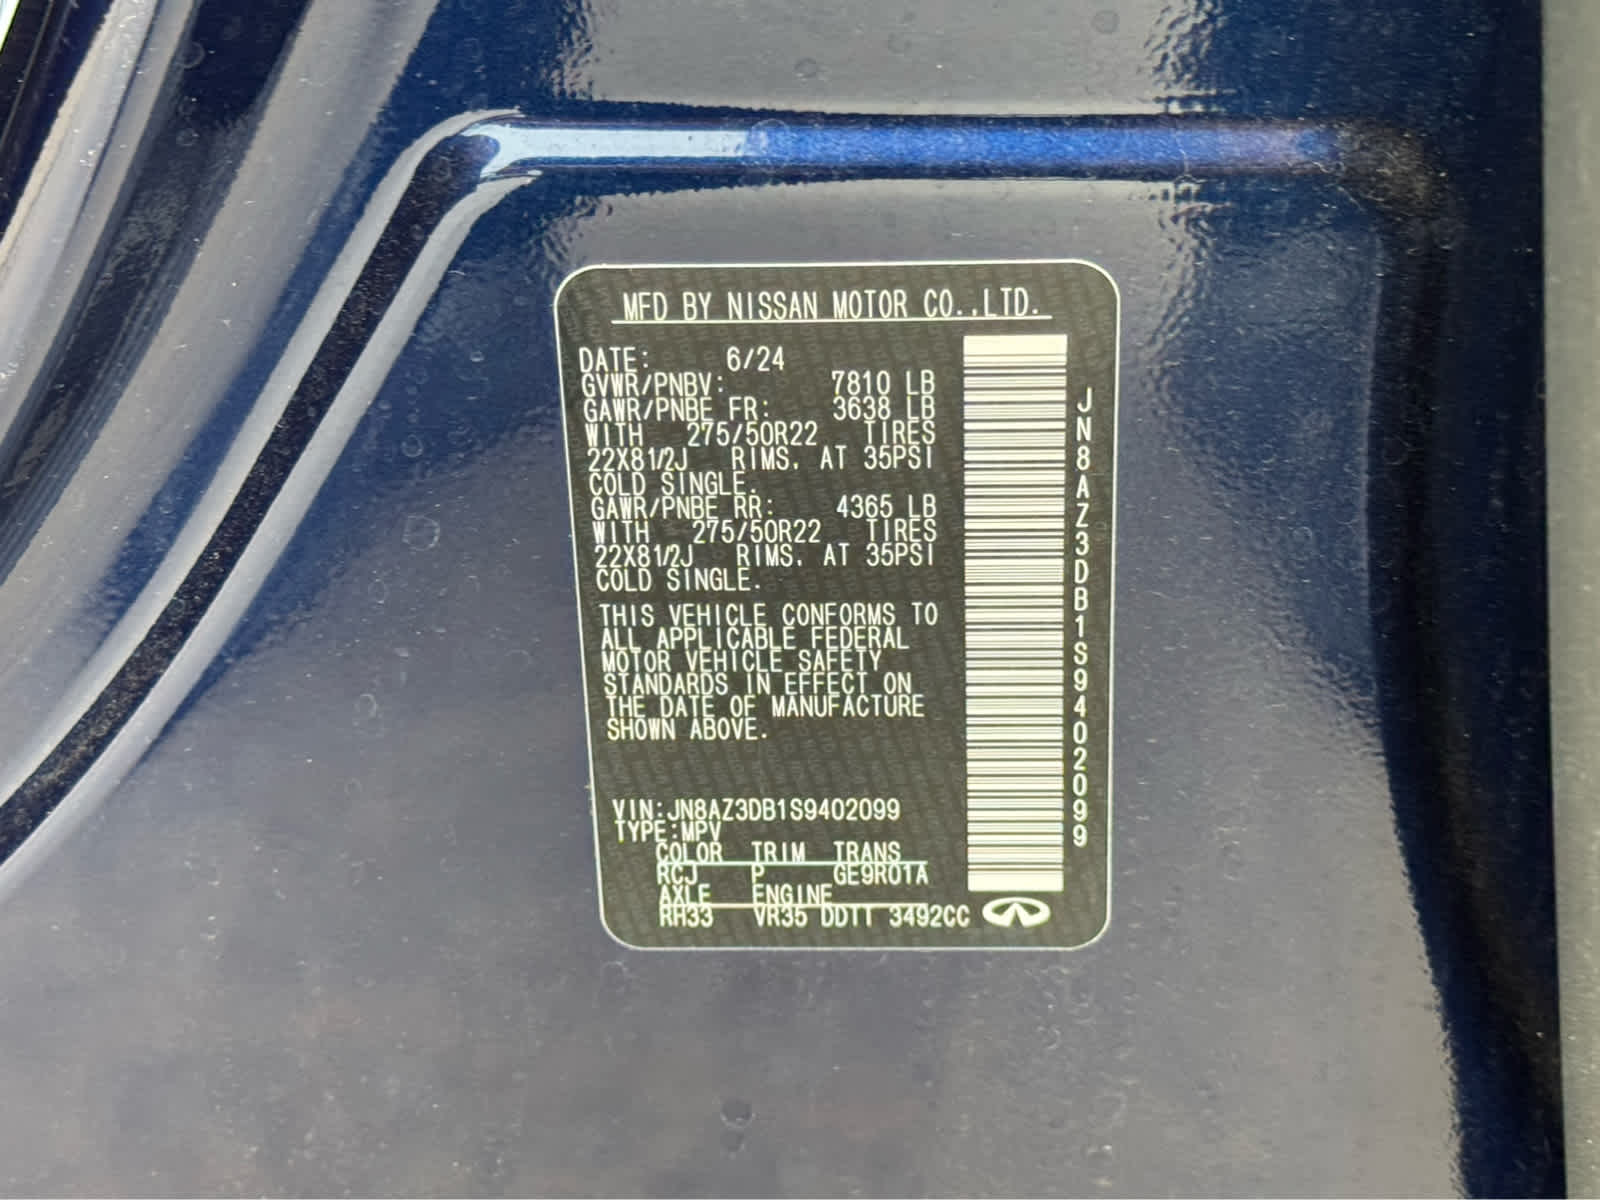 MFD BY NISSAN MOTOR CO.,LTD.
DATE: 6/24
GVWR/PNBV: 7810 LB
GAWR/PNBE FR: 3638 LB
WITH 275/50R22 TIRES
22X81/2J RIMS. AT 35PSI
COLD SINGLE.
GAWR/PNBE RR: 4365 LB
WITH 275/50R22 TIRES
22X81/2J RIMS. AT 35PSI
COLD SINGLE.
THIS VEHICLE CONFORMS TO
ALL APPLICABLE FEDERAL
MOTOR VEHICLE SAFETY
STANDARDS IN EFFECT ON
THE DATE OF MANUFACTURE
SHOWN ABOVE.
VIN:JN8AZ3DB1S9402099
TYPE:MPV
COLOR TRIM TRANS
RCJ P GE9R01A
AXLE ENGINE
RH33 VR35 DDTT 3492CC
JN8AZ3DB1S9402099